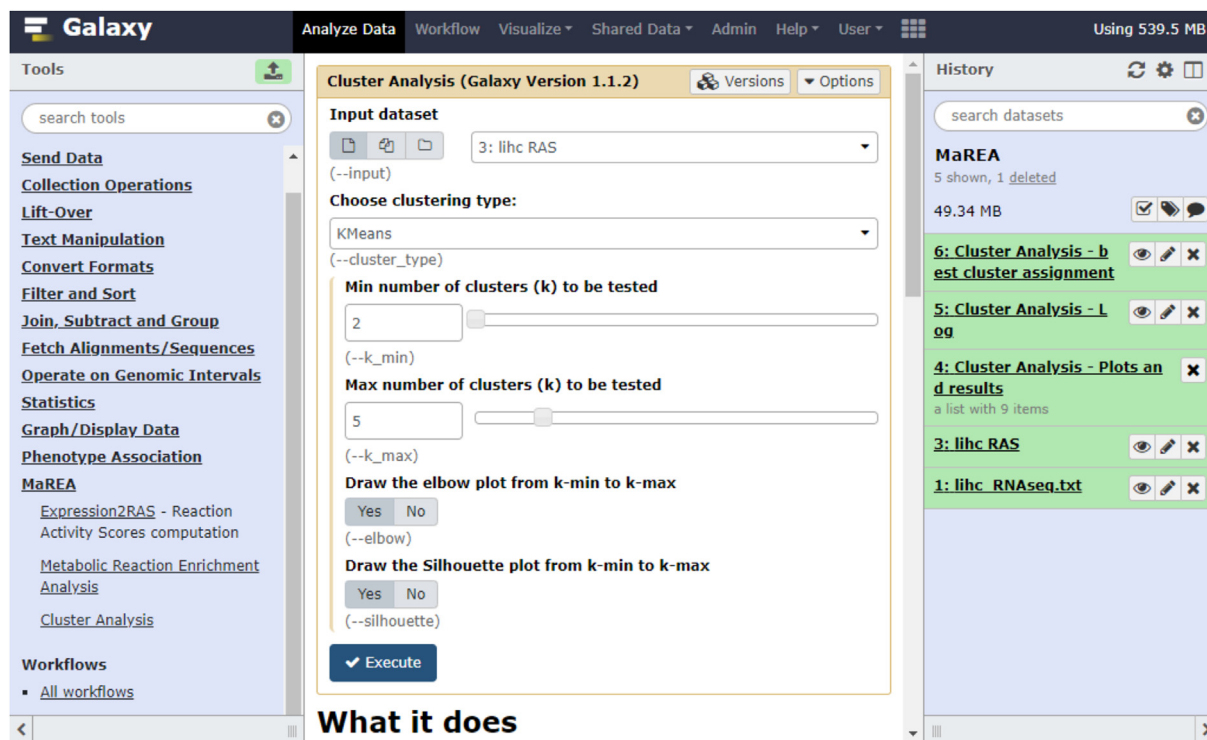 Galaxy
Analyze Data Workflow Visualize Shared Data Admin Help User
Using 539.5 MB
Tools
search tools
Send Data
Collection Operations
Lift-Over
Text Manipulation
Convert Formats
Filter and Sort
Join, Subtract and Group
Fetch Alignments/Sequences
Operate on Genomic Intervals
Statistics
Graph/Display Data
Phenotype Association
MaREA
Expression2RAS - Reaction
Activity Scores computation
Metabolic Reaction Enrichment
Analysis
Cluster Analysis
Workflows
All workflows
Cluster Analysis (Galaxy Version 1.1.2)
Versions
Options
Input dataset
3: lihc RAS
(--input)
Choose clustering type:
KMeans
(--cluster_type)
Min number of clusters (k) to be tested
2
(--k_min)
Max number of clusters (k) to be tested
5
(--k_max)
Draw the elbow plot from k-min to k-max
Yes No
(--elbow)
Draw the Silhouette plot from k-min to k-max
Yes No
(--silhouette)
Execute
What it does
History
search datasets
MaREA
5 shown, 1 deleted
49.34 MB
6: Cluster Analysis - b
est cluster assignment
5: Cluster Analysis - L
og
4: Cluster Analysis - Plots an
d results
a list with 9 items
3: lihc RAS
1: lihc_RNAseq.txt